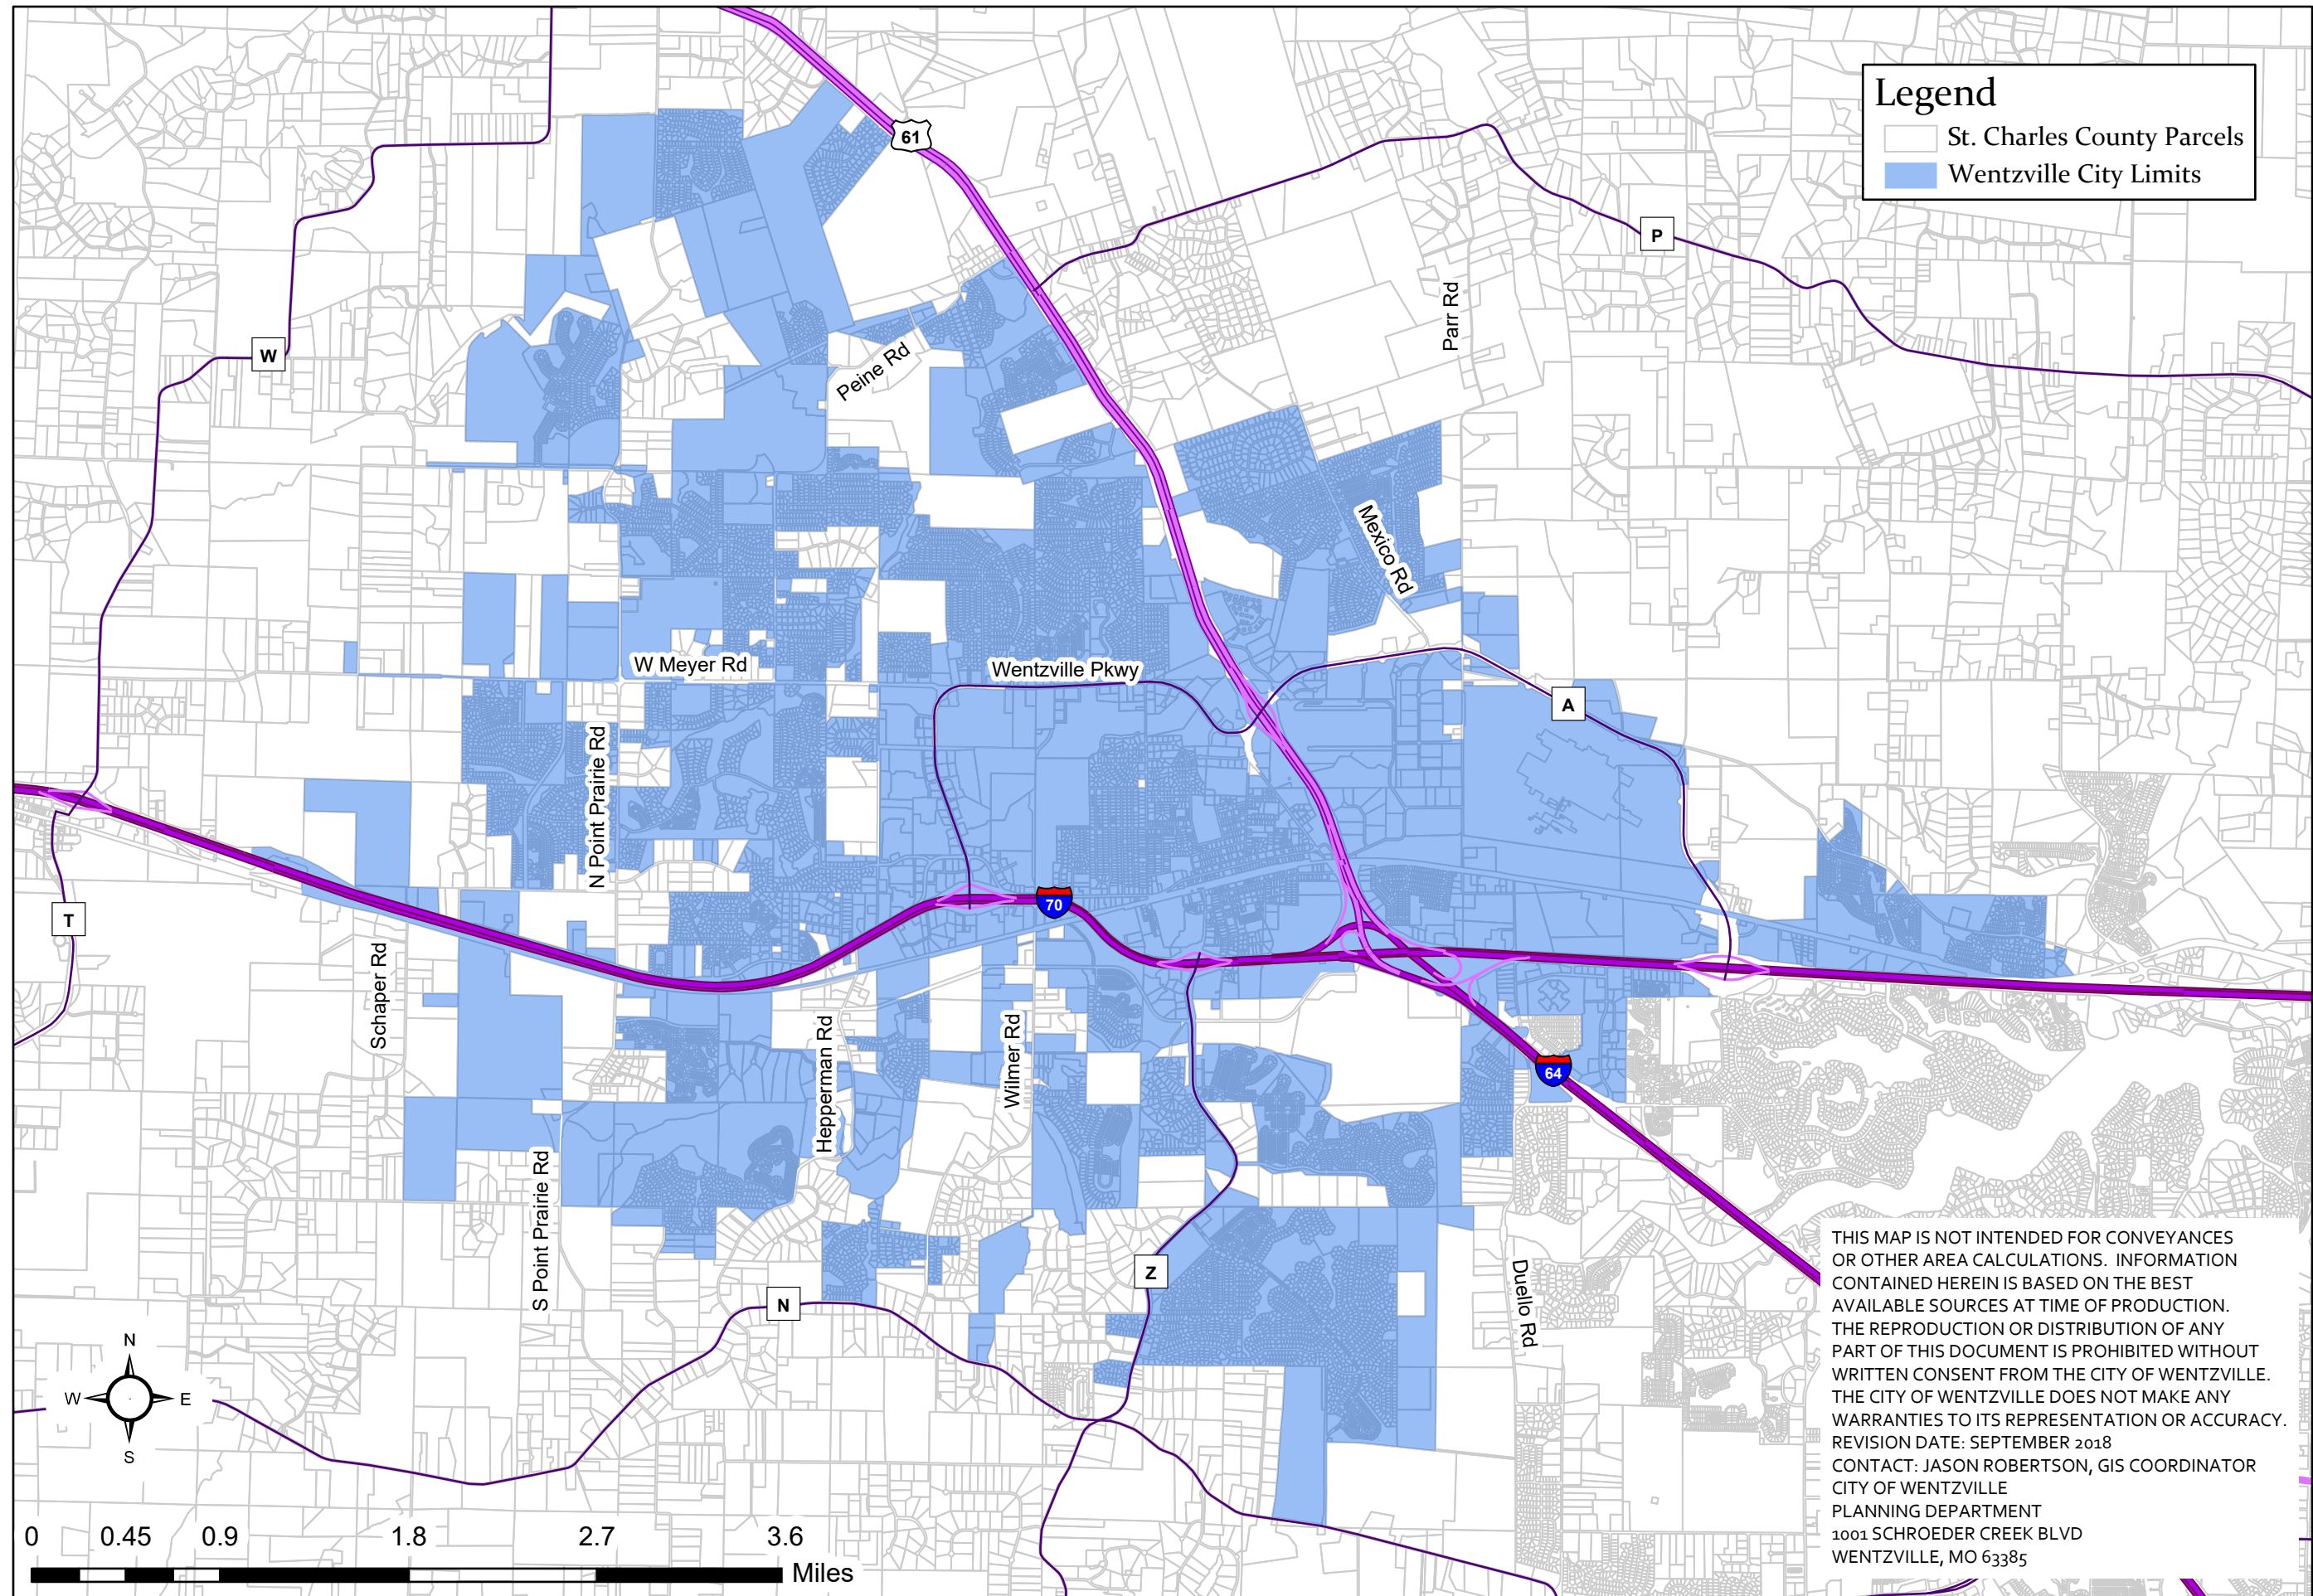 Legend
St. Charles County Parcels
Wentzville City Limits
61
P
Parr Rd
W
Peine Rd
Mexico Rd
W Meyer Rd
Wentzville Pkwy
A
N Point Prairie Rd
70
T
Schaper Rd
Hepperman Rd
Wilmer Rd
64
S Point Prairie Rd
Z
Duello Rd
N
N
W
E
S
0 0.45 0.9 1.8 2.7 3.6
Miles
THIS MAP IS NOT INTENDED FOR CONVEYANCES
OR OTHER AREA CALCULATIONS. INFORMATION
CONTAINED HEREIN IS BASED ON THE BEST
AVAILABLE SOURCES AT TIME OF PRODUCTION.
THE REPRODUCTION OR DISTRIBUTION OF ANY
PART OF THIS DOCUMENT IS PROHIBITED WITHOUT
WRITTEN CONSENT FROM THE CITY OF WENTZVILLE.
THE CITY OF WENTZVILLE DOES NOT MAKE ANY
WARRANTIES TO ITS REPRESENTATION OR ACCURACY.
REVISION DATE: SEPTEMBER 2018
CONTACT: JASON ROBERTSON, GIS COORDINATOR
CITY OF WENTZVILLE
PLANNING DEPARTMENT
1001 SCHROEDER CREEK BLVD
WENTZVILLE, MO 63385